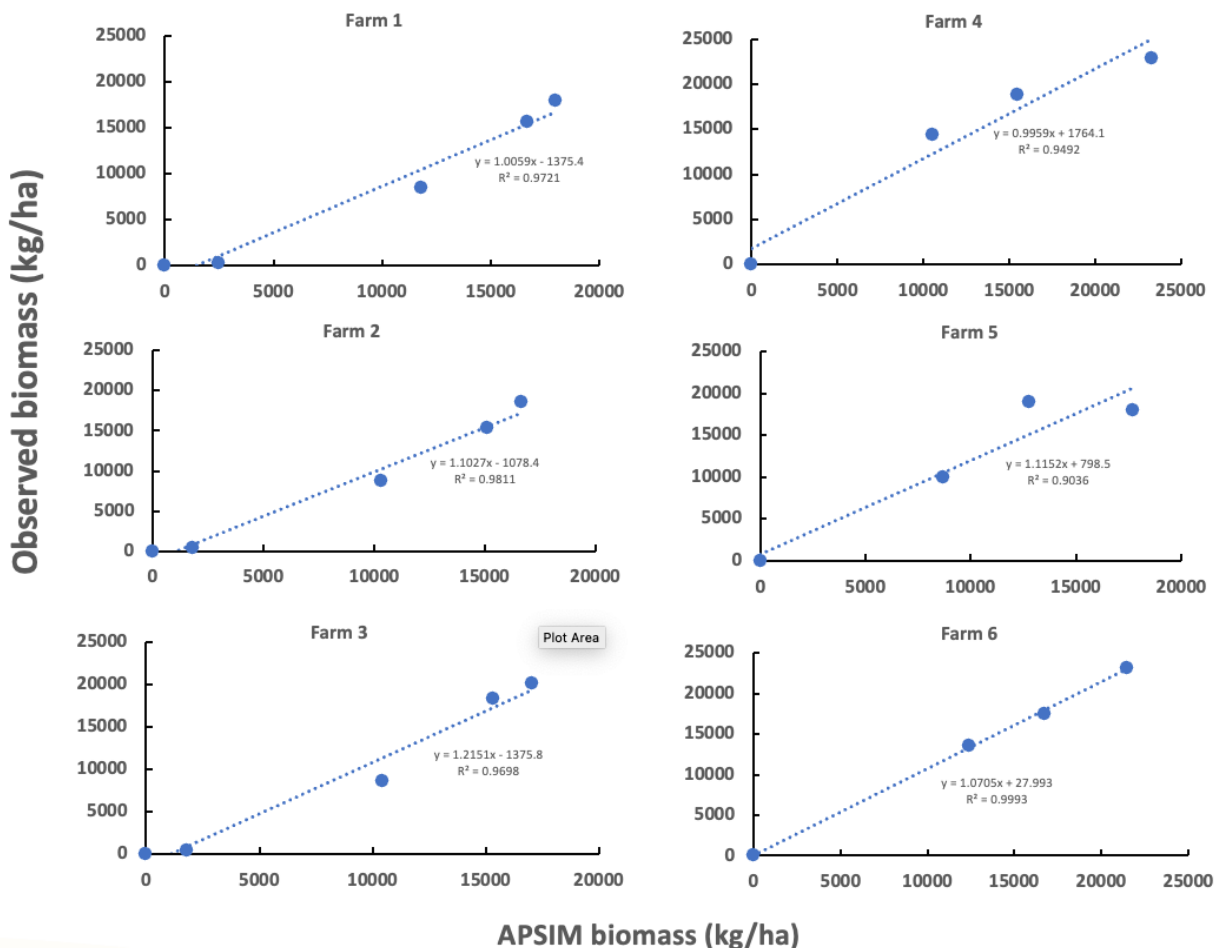 Observed biomass (kg/ha)
Farm 1
25000
20000
15000
10000
5000
0
y = 1.0059x - 1375.4
R² = 0.9721
0 5000 10000 15000 20000
Farm 4
25000
20000
15000
10000
5000
0
y = 0.9959x + 1764.1
R² = 0.9492
0 5000 10000 15000 20000 25000
Farm 2
25000
20000
15000
10000
5000
0
y = 1.1027x - 1078.4
R² = 0.9811
0 5000 10000 15000 20000
Farm 5
25000
20000
15000
10000
5000
0
y = 1.1152x + 798.5
R² = 0.9036
0 5000 10000 15000 20000
Farm 3
Plot Area
25000
20000
15000
10000
5000
0
y = 1.2151x - 1375.8
R² = 0.9698
0 5000 10000 15000 20000
Farm 6
25000
20000
15000
10000
5000
0
y = 1.0705x + 27.993
R² = 0.9993
0 5000 10000 15000 20000 25000
APSIM biomass (kg/ha)